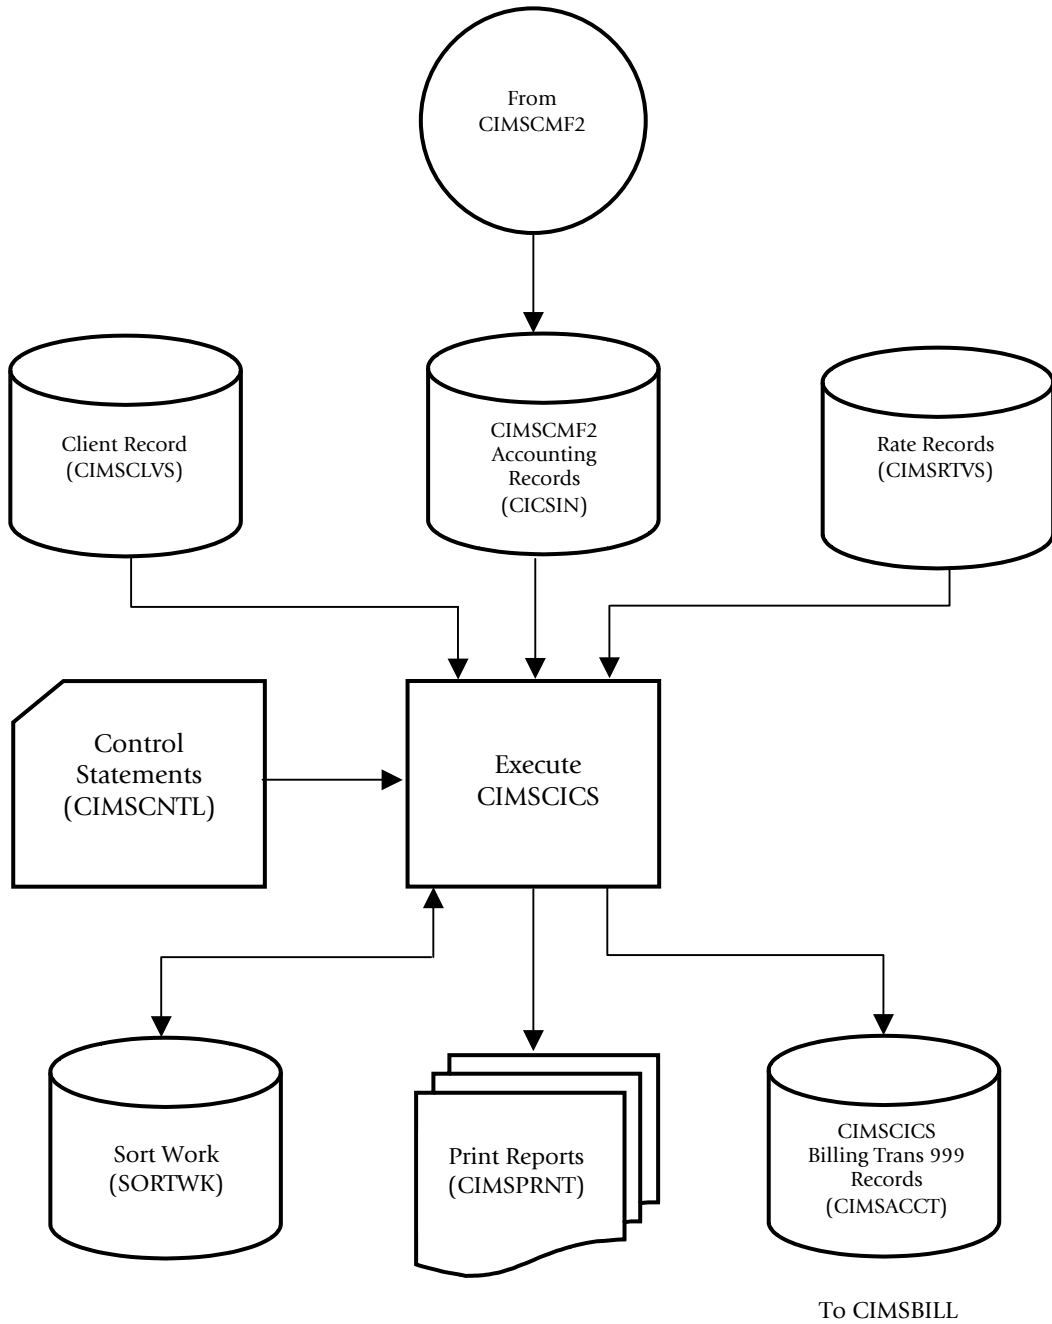 From
CIMSCMF2
Client Record
(CIMSCLVS)
CIMSCMF2
Accounting
Records
(CICSIN)
Rate Records
(CIMSRTVS)
Control
Statements
(CIMSCNTL)
Execute
CIMSCICS
Sort Work
(SORTWK)
Print Reports
(CIMSPRNT)
CIMSCICS
Billing Trans 999
Records
(CIMSACCT)
To CIMSBILL